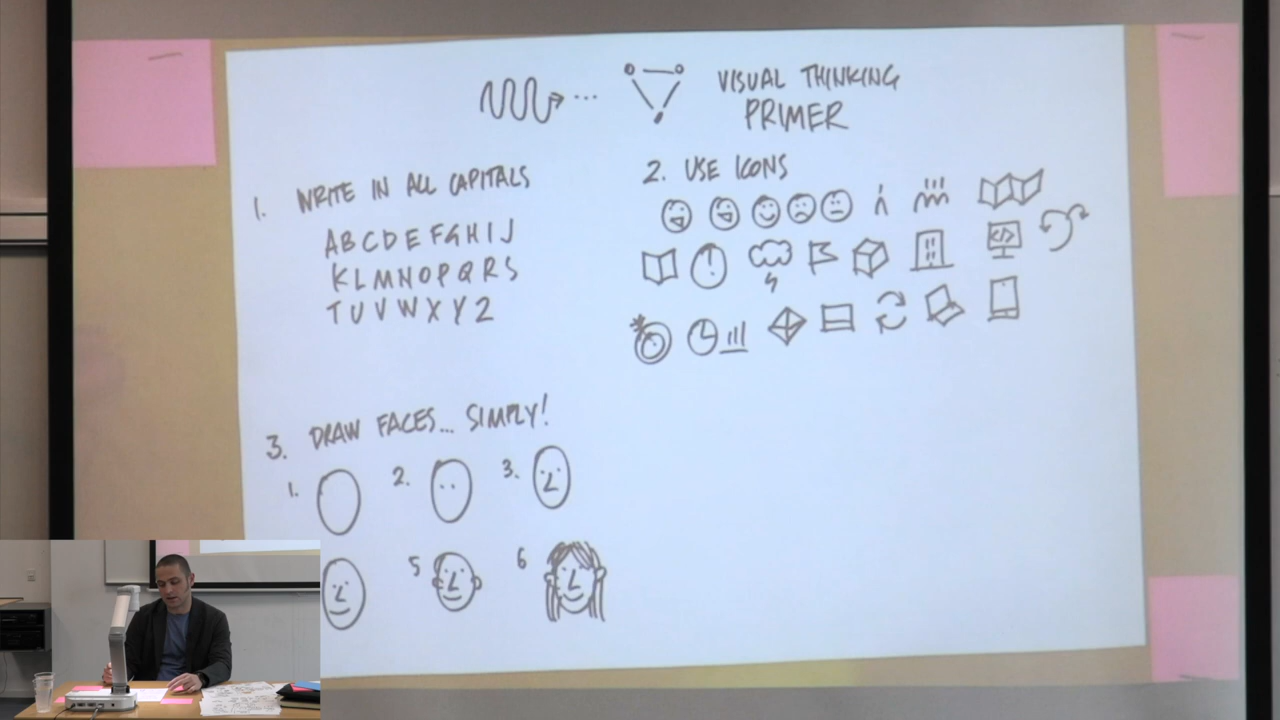 ... VISUAL THINKING
PRIMER
1. WRITE IN ALL CAPITALS
ABCDEFGHIJ
KLMNOPQRS
TUVWXYZ
2. USE ICONS
!
</>
3. DRAW FACES... SIMPLY!
1. 2. 3.
5 6